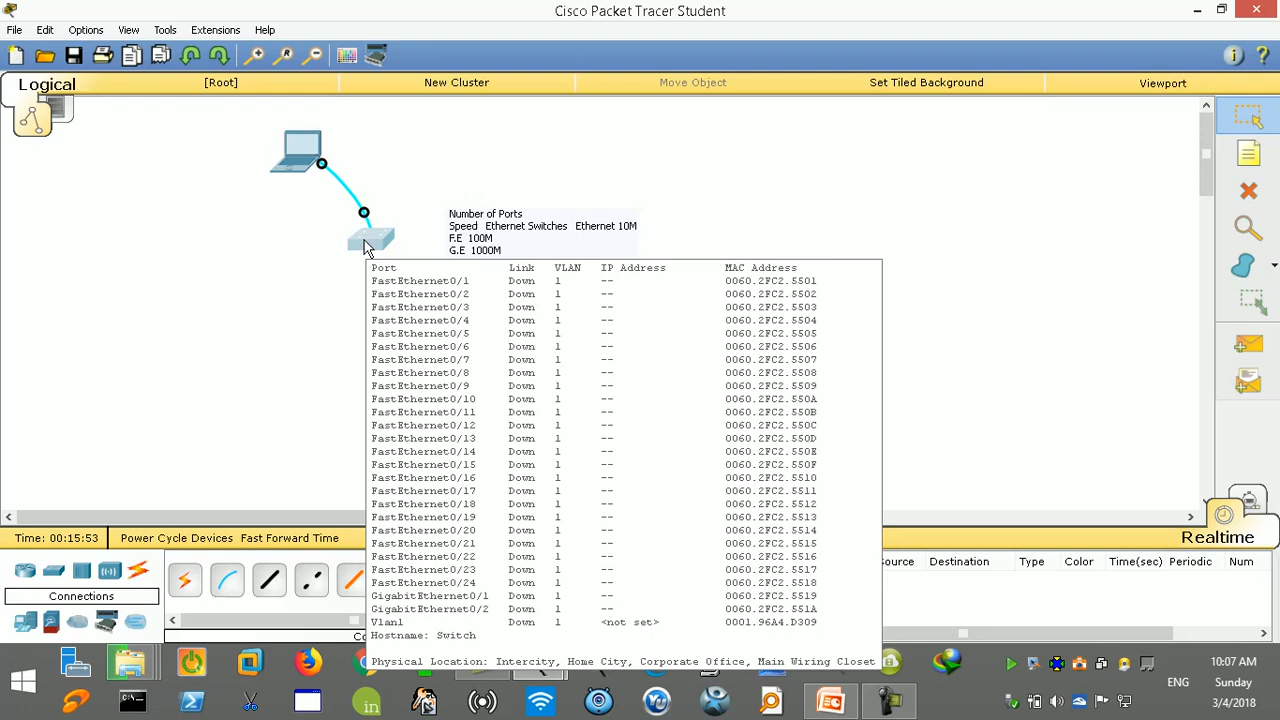 Cisco Packet Tracer Student
File Edit Options View Tools Extensions Help
Logical [Root] New Cluster Move Object Set Tiled Background Viewport
Number of Ports
Speed Ethernet Switches Ethernet 10M
F.E 100M
G.E 1000M
Port Link VLAN IP Address MAC Address
FastEthernet0/1 Down 1 -- 0060.2FC2.5501
FastEthernet0/2 Down 1 -- 0060.2FC2.5502
FastEthernet0/3 Down 1 -- 0060.2FC2.5503
FastEthernet0/4 Down 1 -- 0060.2FC2.5504
FastEthernet0/5 Down 1 -- 0060.2FC2.5505
FastEthernet0/6 Down 1 -- 0060.2FC2.5506
FastEthernet0/7 Down 1 -- 0060.2FC2.5507
FastEthernet0/8 Down 1 -- 0060.2FC2.5508
FastEthernet0/9 Down 1 -- 0060.2FC2.5509
FastEthernet0/10 Down 1 -- 0060.2FC2.550A
FastEthernet0/11 Down 1 -- 0060.2FC2.550B
FastEthernet0/12 Down 1 -- 0060.2FC2.550C
FastEthernet0/13 Down 1 -- 0060.2FC2.550D
FastEthernet0/14 Down 1 -- 0060.2FC2.550E
FastEthernet0/15 Down 1 -- 0060.2FC2.550F
FastEthernet0/16 Down 1 -- 0060.2FC2.5510
FastEthernet0/17 Down 1 -- 0060.2FC2.5511
FastEthernet0/18 Down 1 -- 0060.2FC2.5512
FastEthernet0/19 Down 1 -- 0060.2FC2.5513
FastEthernet0/20 Down 1 -- 0060.2FC2.5514
FastEthernet0/21 Down 1 -- 0060.2FC2.5515
FastEthernet0/22 Down 1 -- 0060.2FC2.5516
FastEthernet0/23 Down 1 -- 0060.2FC2.5517
FastEthernet0/24 Down 1 -- 0060.2FC2.5518
GigabitEthernet0/1 Down 1 -- 0060.2FC2.5519
GigabitEthernet0/2 Down 1 -- 0060.2FC2.551A
Vlan1 Down 1 <not set> 0001.96A4.D309
Hostname: Switch
Physical Location: Intercity, Home City, Corporate Office, Main Wiring Closet
Time: 00:15:53 Power Cycle Devices Fast Forward Time Realtime
Destination Type Color Time(sec) Periodic Num
Connections
10:07 AM
ENG Sunday
3/4/2018